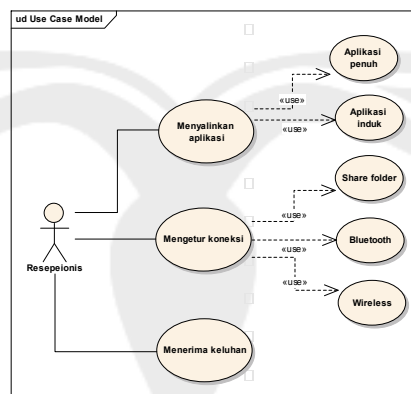 ud Use Case Model
Aplikasi
penuh
«use»
Menyalinkan
aplikasi
«use»
Aplikasi
induk
Share folder
«use»
Resepeionis
Mengetur koneksi
«use»
Bluetooth
«use»
Wireless
Menerima keluhan